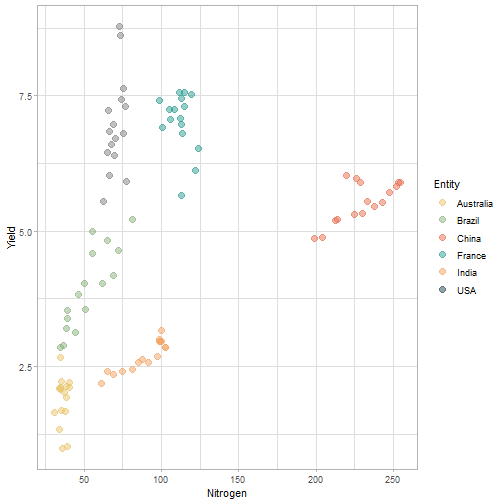 7.5
5.0
2.5
Yield
50
100
150
200
250
Nitrogen
Entity
Australia
Brazil
China
France
India
USA